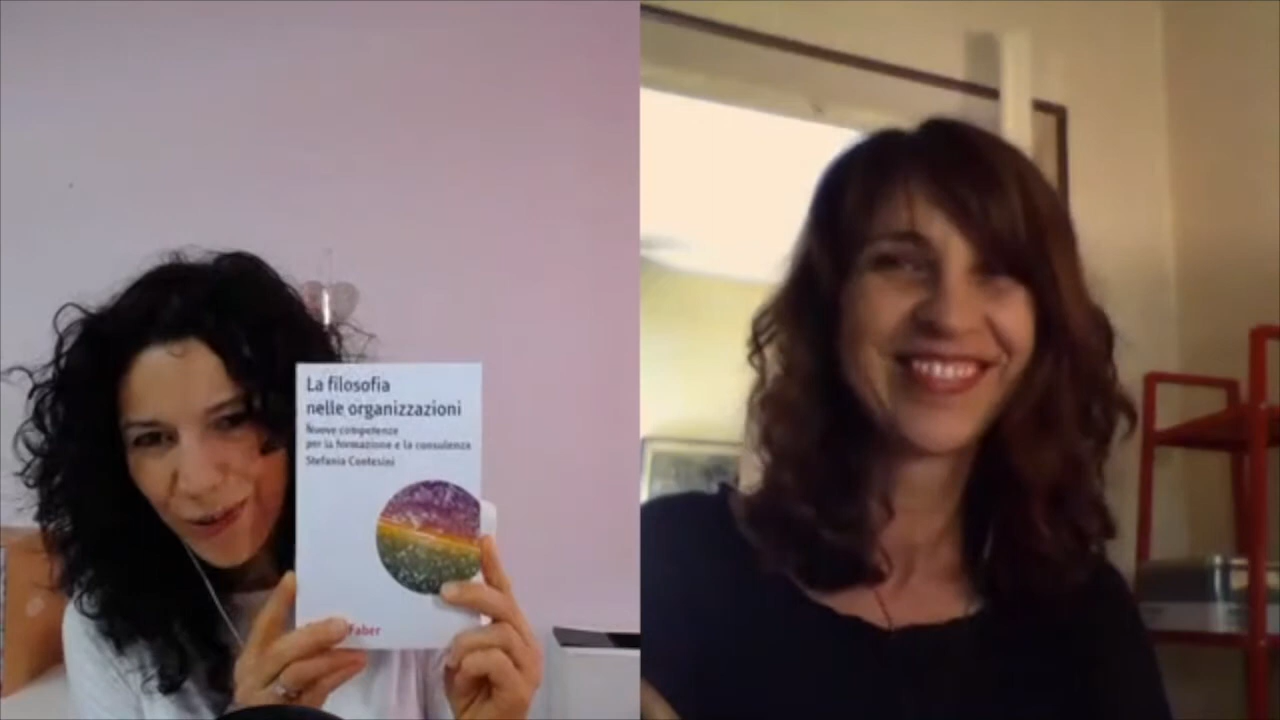 La filosofia
nelle organizzazioni
Nuove competenze
per la formazione e la consulenza
Stefania Contesini
Faber